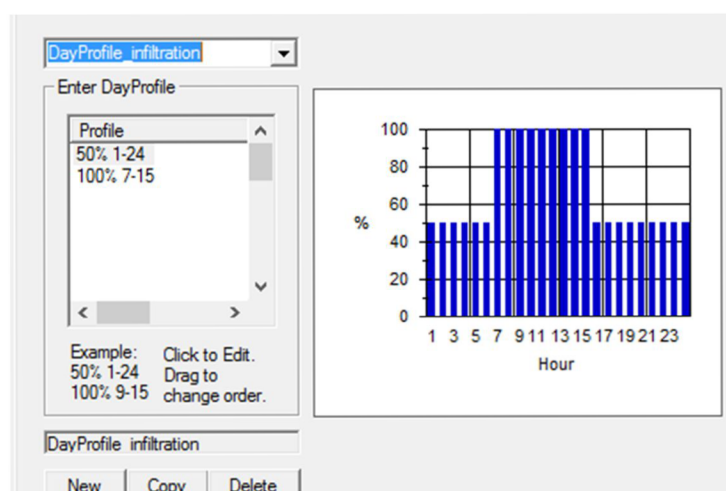 DayProfile_infiltration
Enter DayProfile
Profile
50% 1-24
100% 7-15
Example:
50% 1-24
100% 9-15
Click to Edit.
Drag to
change order.
DayProfile infiltration
New Copy Delete
100
80
60
%
40
20
0
1 3 5 7 9 11 13 15 17 19 21 23
Hour